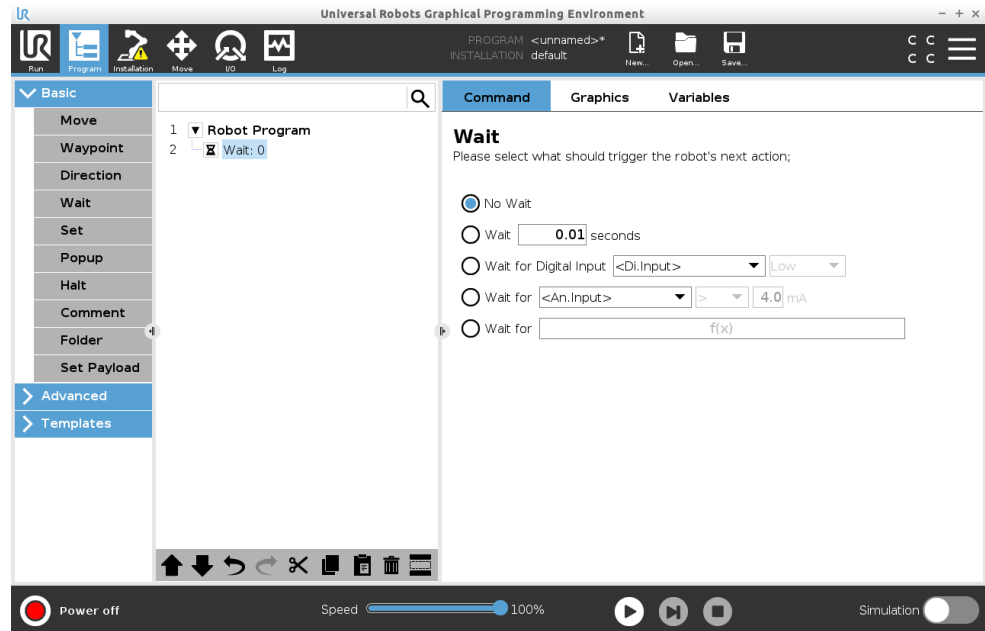 UR
Universal Robots Graphical Programming Environment
UR
Run
Program
Installation
Move
I/O
Log
PROGRAM <unnamed>*
INSTALLATION default
New...
Open...
Save...
C C
C C
Basic
Move
Waypoint
Direction
Wait
Set
Popup
Halt
Comment
Folder
Set Payload
Advanced
Templates
1 Robot Program
2 Wait: 0
Command Graphics Variables
Wait
Please select what should trigger the robot's next action;
No Wait
Wait 0.01 seconds
Wait for Digital Input <Di.Input> Low
Wait for <An.Input> > 4.0 mA
Wait for f(x)
Power off
Speed 100%
Simulation